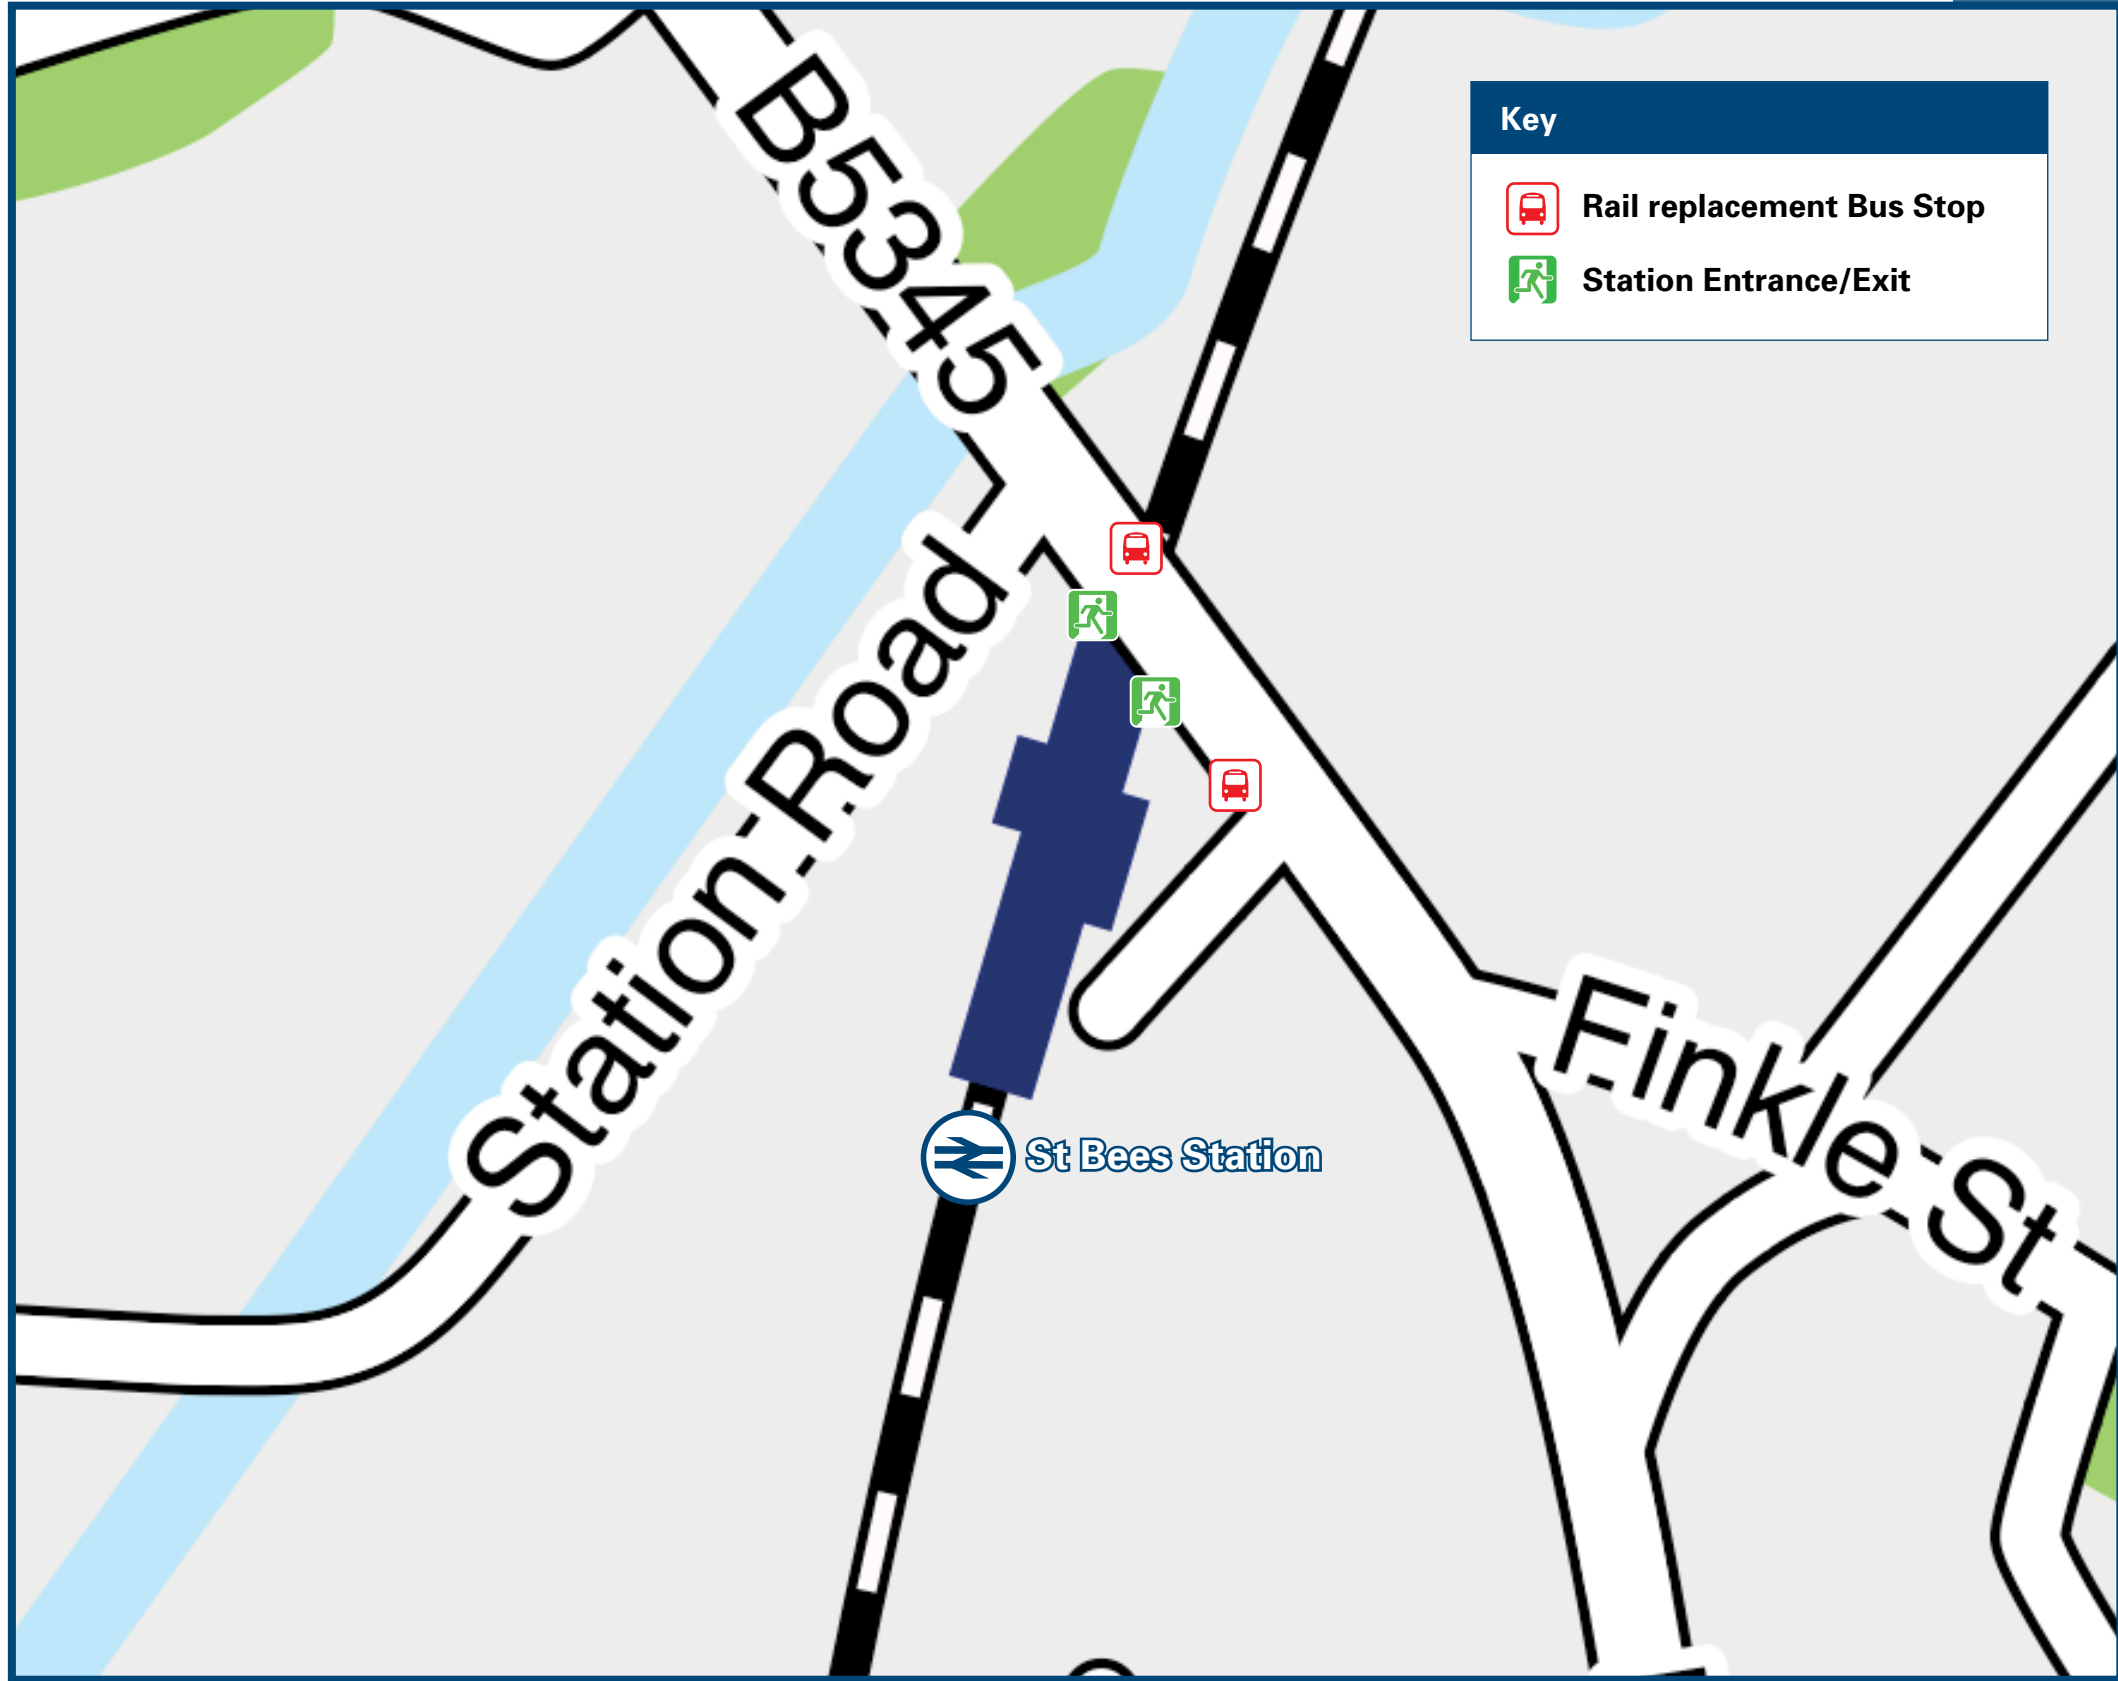 B5345
Key
Rail replacement Bus Stop
Station Entrance/Exit
Station Road
Finkle St
St Bees Station